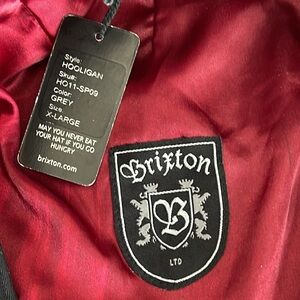 Style:
HOOLIGAN
Sku#:
HO11-SP09
Color:
GREY
Size
X-LARGE
MAY YOU NEVER EAT
YOUR HAT IF YOU GO
HUNGRY
brixton.com
Brixton
B
LTD